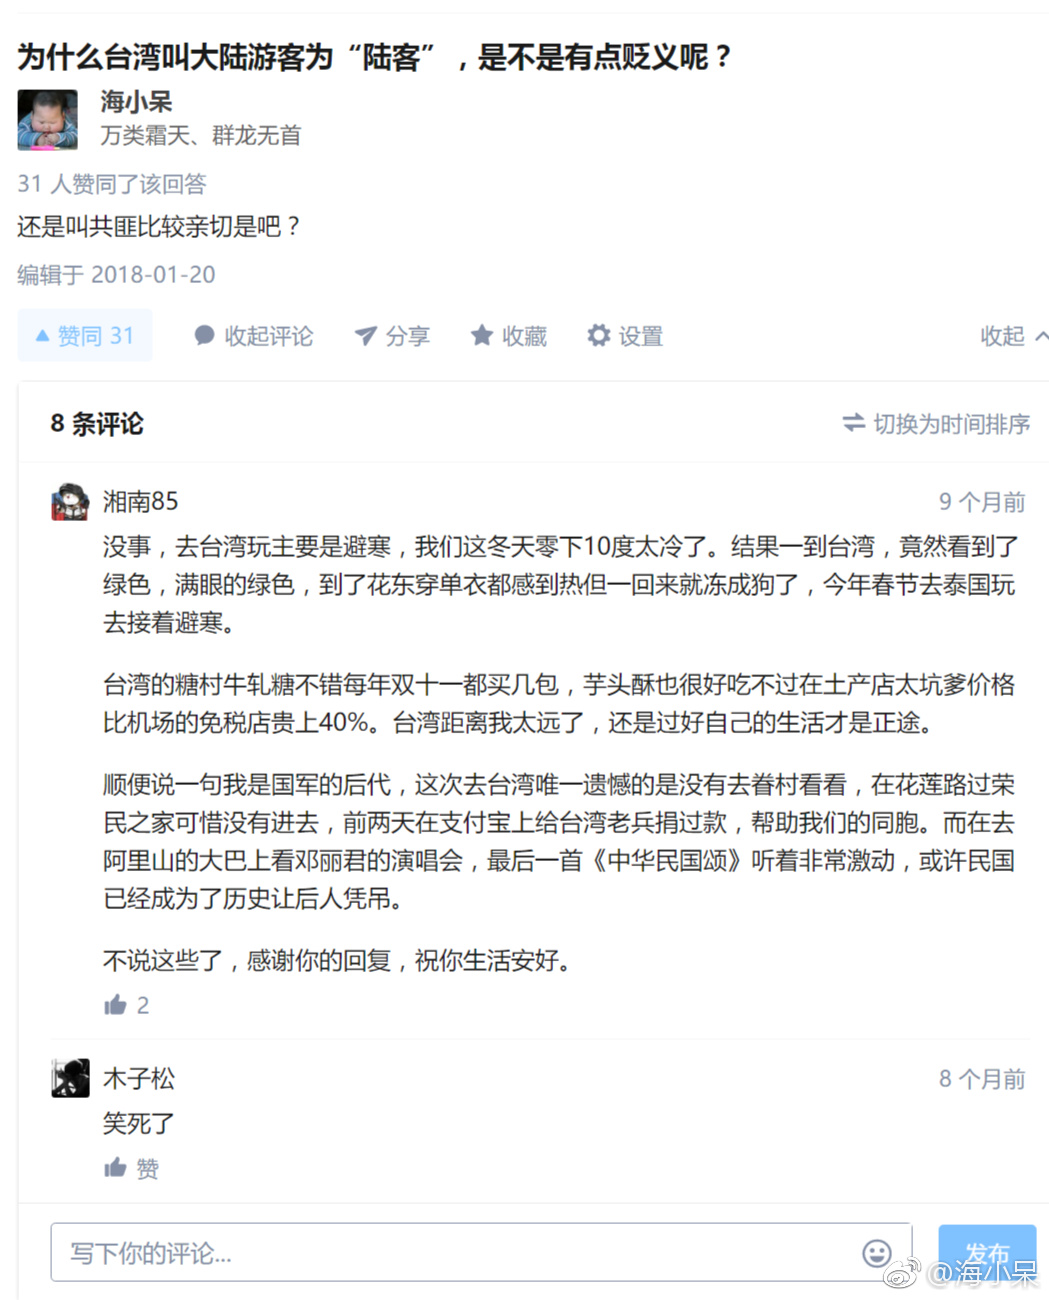 为什么台湾叫大陆游客为“陆客”，是不是有点贬义呢？
海小呆
万类霜天、群龙无首
31 人赞同了该回答
还是叫共匪比较亲切是吧？
编辑于 2018-01-20
赞同 31 收起评论 分享 收藏 设置 收起
8 条评论 切换为时间排序
湘南85 9 个月前
没事，去台湾玩主要是避寒，我们这冬天零下10度太冷了。结果一到台湾，竟然看到了
绿色，满眼的绿色，到了花东穿单衣都感到热但一回来就冻成狗了，今年春节去泰国玩
去接着避寒。
台湾的糖村牛轧糖不错每年双十一都买几包，芋头酥也很好吃不过在土产店太坑爹价格
比机场的免税店贵上40%。台湾距离我太远了，还是过好自己的生活才是正途。
顺便说一句我是国军的后代，这次去台湾唯一遗憾的是没有去眷村看看，在花莲路过荣
民之家可惜没有进去，前两天在支付宝上给台湾老兵捐过款，帮助我们的同胞。而在去
阿里山的大巴上看邓丽君的演唱会，最后一首《中华民国颂》听着非常激动，或许民国
已经成为了历史让后人凭吊。
不说这些了，感谢你的回复，祝你生活安好。
2
木子松 8 个月前
笑死了
赞
写下你的评论... 发布
@海小呆